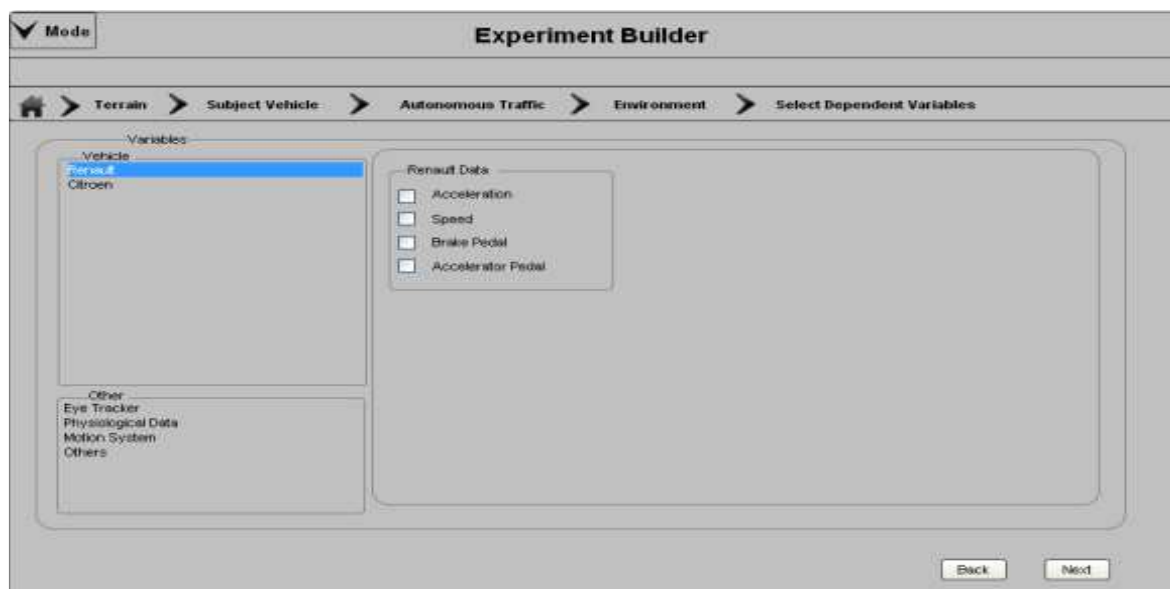 Mode
Experiment Builder
Terrain Subject Vehicle Autonomous Traffic Environment Select Dependent Variables
Variables
Vehicle
Renault
Citroen
Other
Eye Tracker
Physiological Data
Motion System
Others
Renault Data
Acceleration
Speed
Brake Pedal
Accelerator Pedal
Back Next